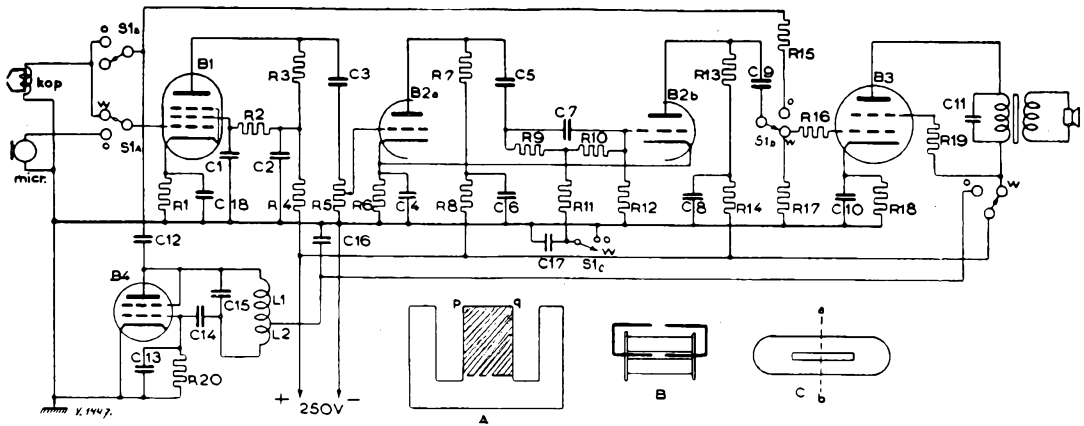 S1B
o
kop
w
S1A
o
micr.
B1
R1
C18
C1
R2
C2
R3
R4
C3
R5
B2a
R6
C4
R7
R8
C5
C6
C7
R9
R10
R11
R12
C17
S1C
o o
w
B2b
C8
R13
R14
C9
S1D
o
w
R15
R16
R17
B3
C10
R18
R19
C11
o
w
C12
B4
C13
R20
C14
C15
L1
L2
C16
+ 250V -
V.1447.
p q
A
B
a
C
b